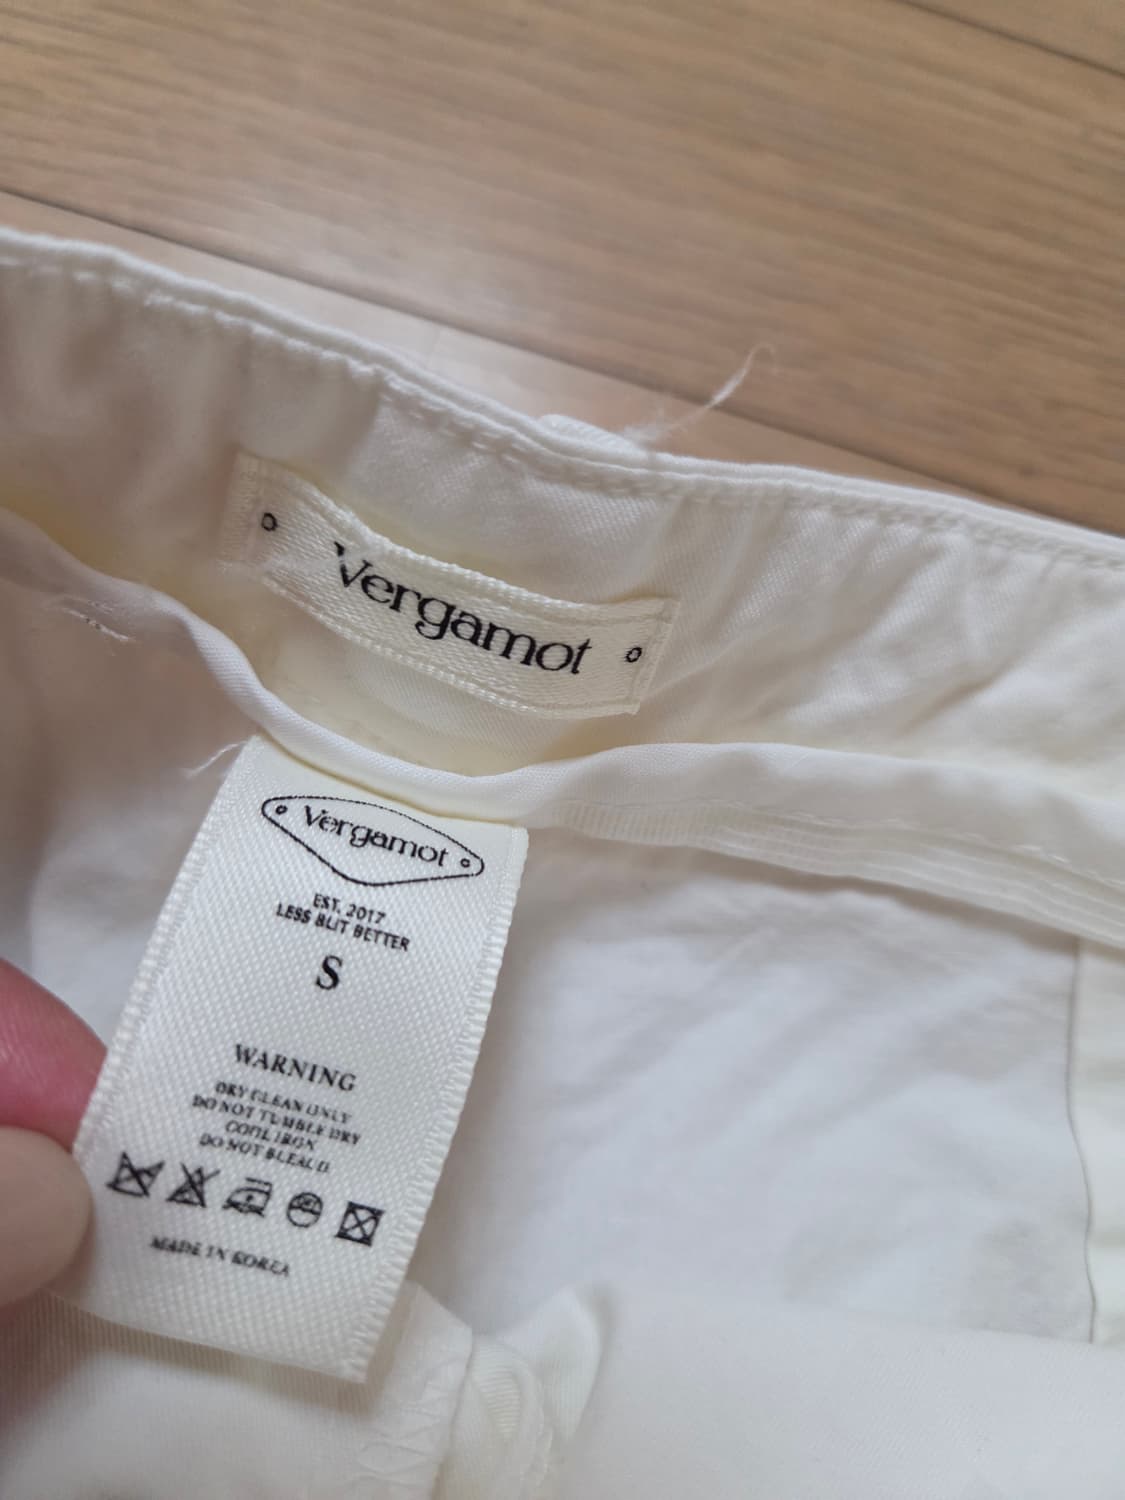 Vergamot
Vergamot
EST. 2017
LESS BUT BETTER
S
WARNING
DRY CLEAN ONLY
DO NOT TUMBLE DRY
COOL IRON
DO NOT BLEACH
MADE IN KOREA